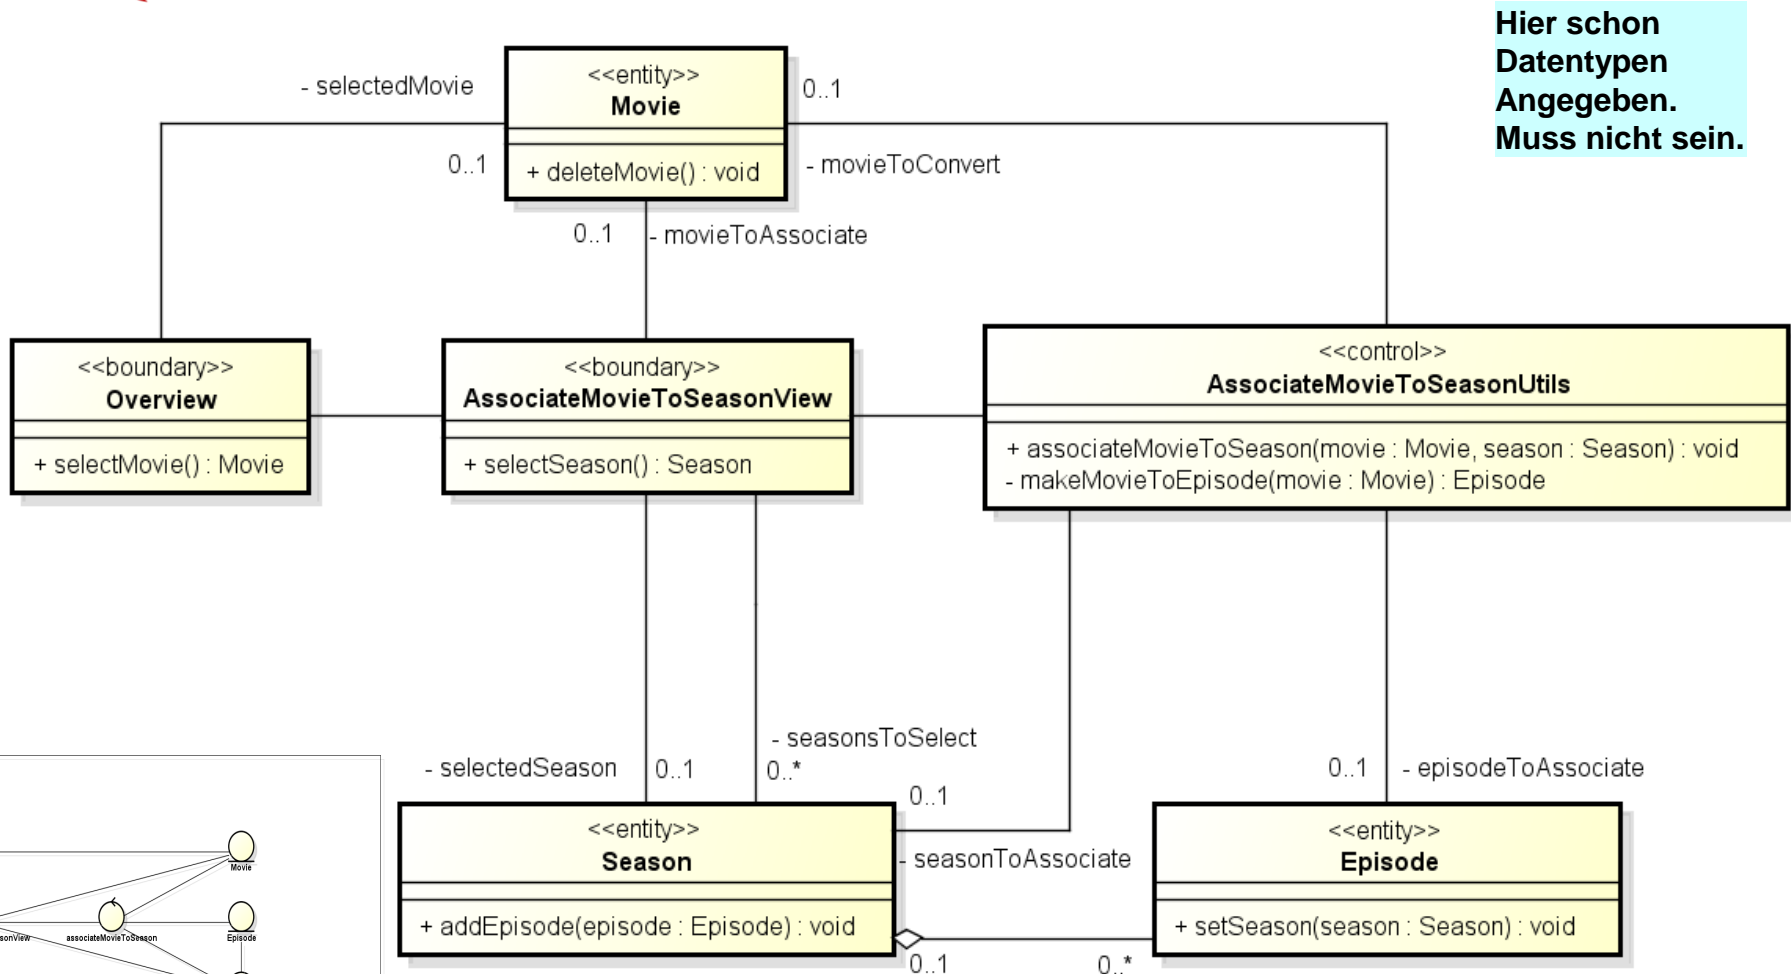 Hier schon
Datentypen
Angegeben.
Muss nicht sein.
<<entity>>
Movie
+ deleteMovie() : void
- selectedMovie
0..1
0..1
- movieToConvert
0..1
- movieToAssociate
<<boundary>>
Overview
+ selectMovie() : Movie
<<boundary>>
AssociateMovieToSeasonView
+ selectSeason() : Season
<<control>>
AssociateMovieToSeasonUtils
+ associateMovieToSeason(movie : Movie, season : Season) : void
- makeMovieToEpisode(movie : Movie) : Episode
- selectedSeason
0..1
- seasonsToSelect
0..*
0..1
- seasonToAssociate
0..1
- episodeToAssociate
<<entity>>
Season
+ addEpisode(episode : Episode) : void
<<entity>>
Episode
+ setSeason(season : Season) : void
0..1
0..*
Movie
sonView
associateMovieToSeason
Episode